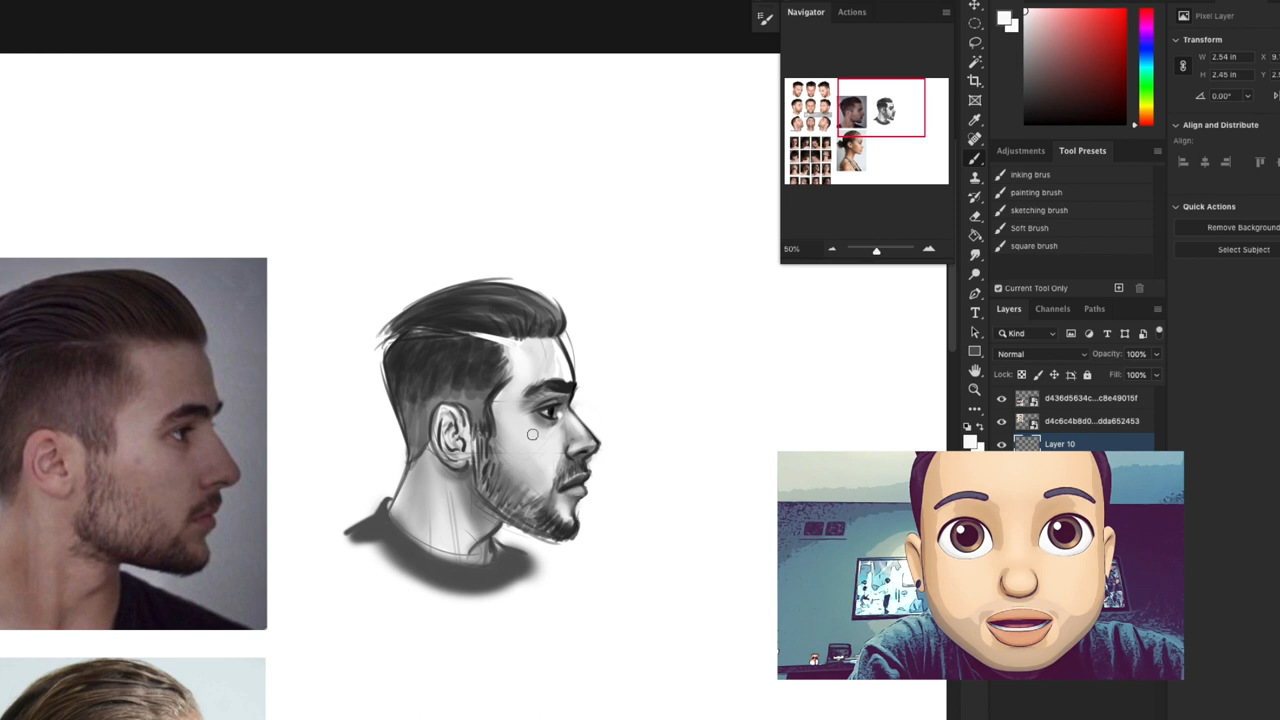 Navigator Actions
50%
Adjustments Tool Presets
inking brus
painting brush
sketching brush
Soft Brush
square brush
Current Tool Only
Layers Channels Paths
Kind
Normal Opacity: 100%
Lock: Fill: 100%
d436d5634c...c8e49015f
d4c6c4b8d0...dda652453
Layer 10
Pixel Layer
Transform
W 2.54 in X 9.
H 2.45 in Y 2.
0.00°
Align and Distribute
Align:
Quick Actions
Remove Background
Select Subject